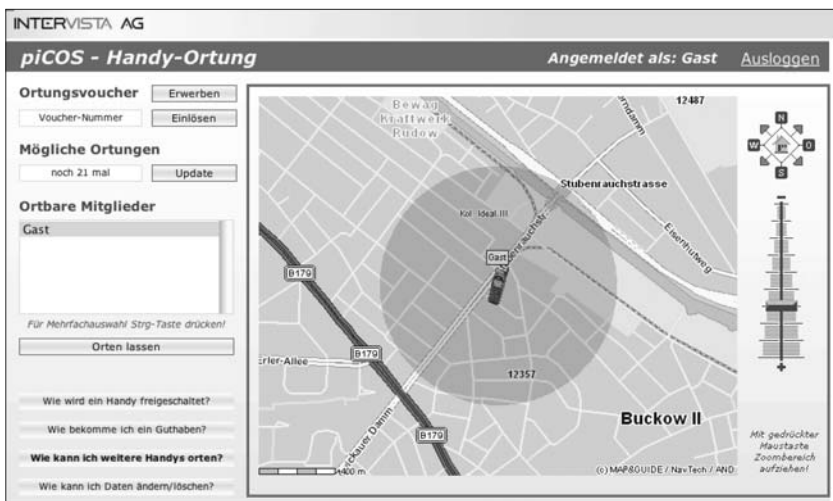 INTERVISTA AG
piCOS - Handy-Ortung
Angemeldet als: Gast
Ausloggen
Ortungsvoucher
Erwerben
Voucher-Nummer
Einlösen
Mögliche Ortungen
noch 21 mal
Update
Ortbare Mitglieder
Gast
Für Mehrfachauswahl Strg-Taste drücken!
Orten lassen
Wie wird ein Handy freigeschaltet?
Wie bekomme ich ein Guthaben?
Wie kann ich weitere Handys orten?
Wie kann ich Daten ändern/löschen?
Bewag
Kraftwerk
Rudow
12487
Stubenrauchstrasse
Kol. Ideal III
Eisenhutweg
Gast
B179
B179
12357
Buckow II
B179
400 m
(c) MAP&GUIDE / NavTech / AND
N
W
O
S
-
+
Mit gedrückter
Maustaste
Zoombereich
aufziehen!